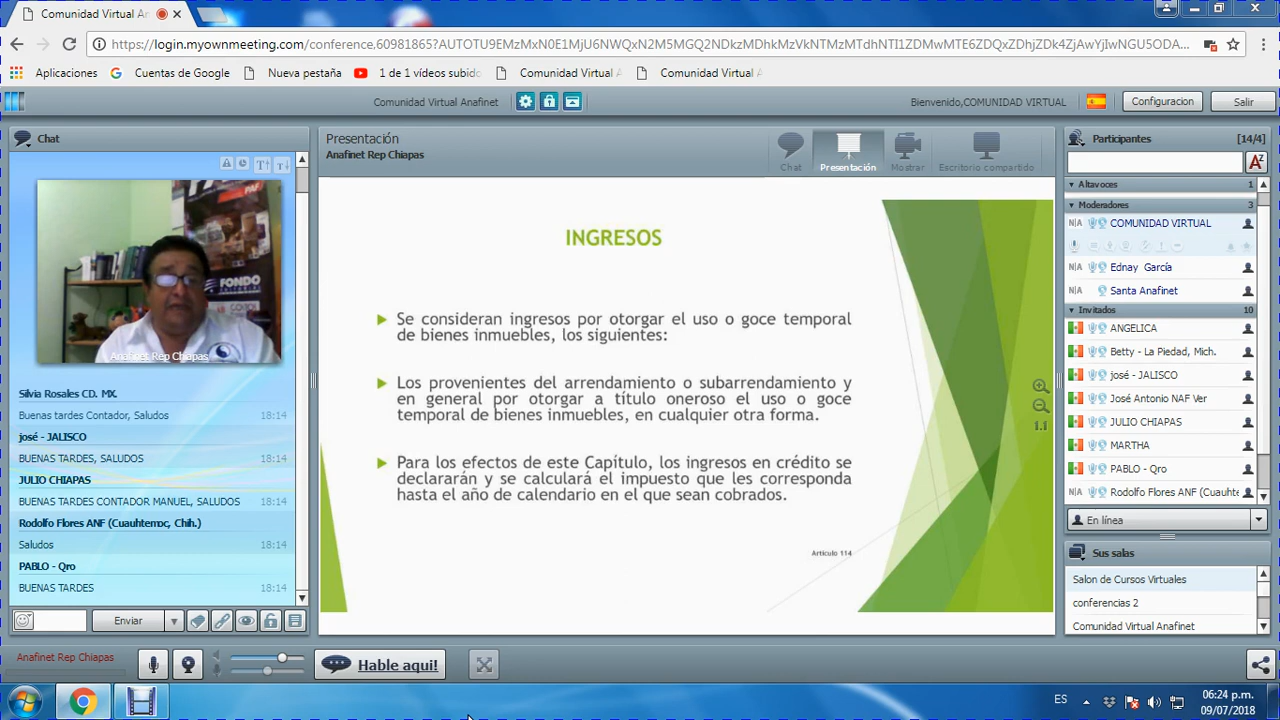 Comunidad Virtual An
https://login.myownmeeting.com/conference,60981865?AUTOTU9EMzMxN0E1MjU6NWQxN2M5MGQ2NDkzMDhkMzVkNTMzMTdhNTI1ZDMwMTE6ZDQxZDhjZDk4ZjAwYjIwNGU5ODA...
Aplicaciones
Cuentas de Google
Nueva pestaña
1 de 1 vídeos subido
Comunidad Virtual A
Comunidad Virtual A
Comunidad Virtual Anafinet
Bienvenido,COMUNIDAD VIRTUAL
Configuracion
Salir
Chat
FONDO
Anafinet Rep Chiapas
Silvia Rosales CD. MX.
Buenas tardes Contador, Saludos 18:14
josé - JALISCO
BUENAS TARDES, SALUDOS 18:14
JULIO CHIAPAS
BUENAS TARDES CONTADOR MANUEL, SALUDOS 18:14
Rodolfo Flores ANF (Cuauhtemoc, Chih.)
Saludos 18:14
PABLO - Qro
BUENAS TARDES 18:14
Enviar
Presentación
Anafinet Rep Chiapas
Chat
Presentación
Mostrar
Escritorio compartido
INGRESOS
Se consideran ingresos por otorgar el uso o goce temporal
de bienes inmuebles, los siguientes:
Los provenientes del arrendamiento o subarrendamiento y
en general por otorgar a título oneroso el uso o goce
temporal de bienes inmuebles, en cualquier otra forma.
Para los efectos de este Capítulo, los ingresos en crédito se
declararán y se calculará el impuesto que les corresponda
hasta el año de calendario en el que sean cobrados.
Artículo 114
1:1
Participantes [14/4]
Altavoces 1
Moderadores 3
N|A COMUNIDAD VIRTUAL
N|A Ednay García
N|A Santa Anafinet
Invitados 10
ANGELICA
Betty - La Piedad, Mich.
josé - JALISCO
José Antonio NAF Ver
JULIO CHIAPAS
MARTHA
PABLO - Qro
N|A Rodolfo Flores ANF (Cuauhte
En línea
Sus salas
Salon de Cursos Virtuales
conferencias 2
Comunidad Virtual Anafinet
Anafinet Rep Chiapas
Hable aqui!
ES
06:24 p.m.
09/07/2018